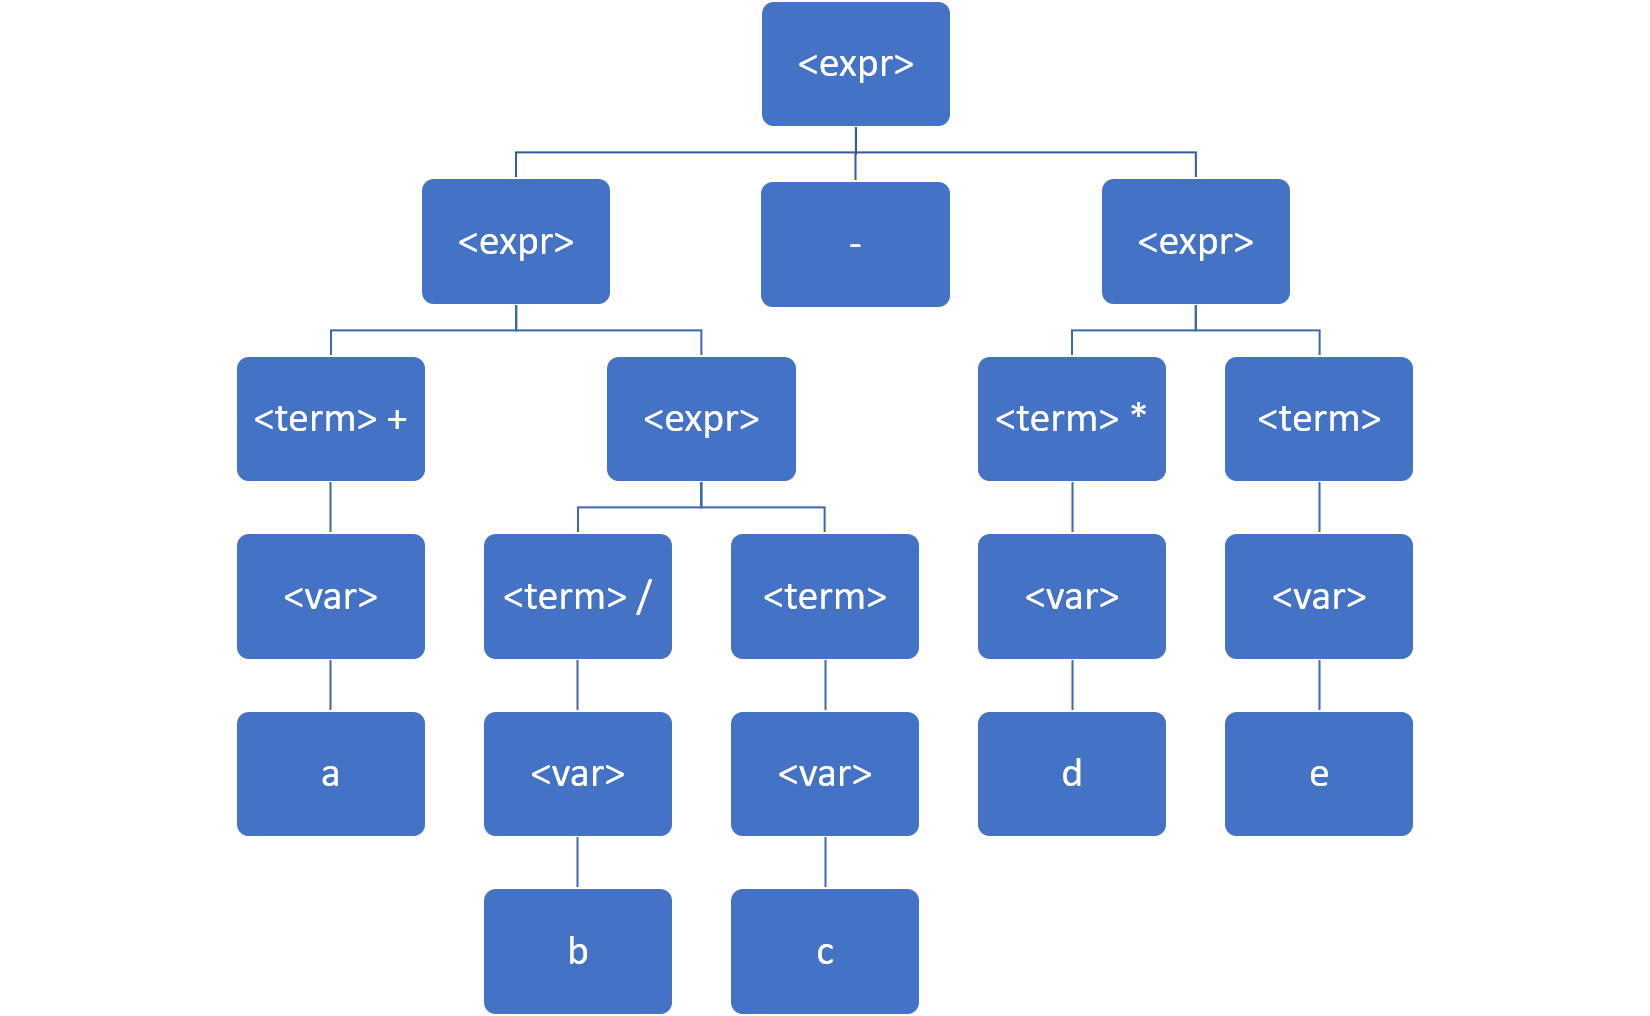 <expr>
<expr>
-
<expr>
<term> +
<expr>
<term> *
<term>
<var>
<term> /
<term>
<var>
<var>
a
<var>
<var>
d
e
b
c